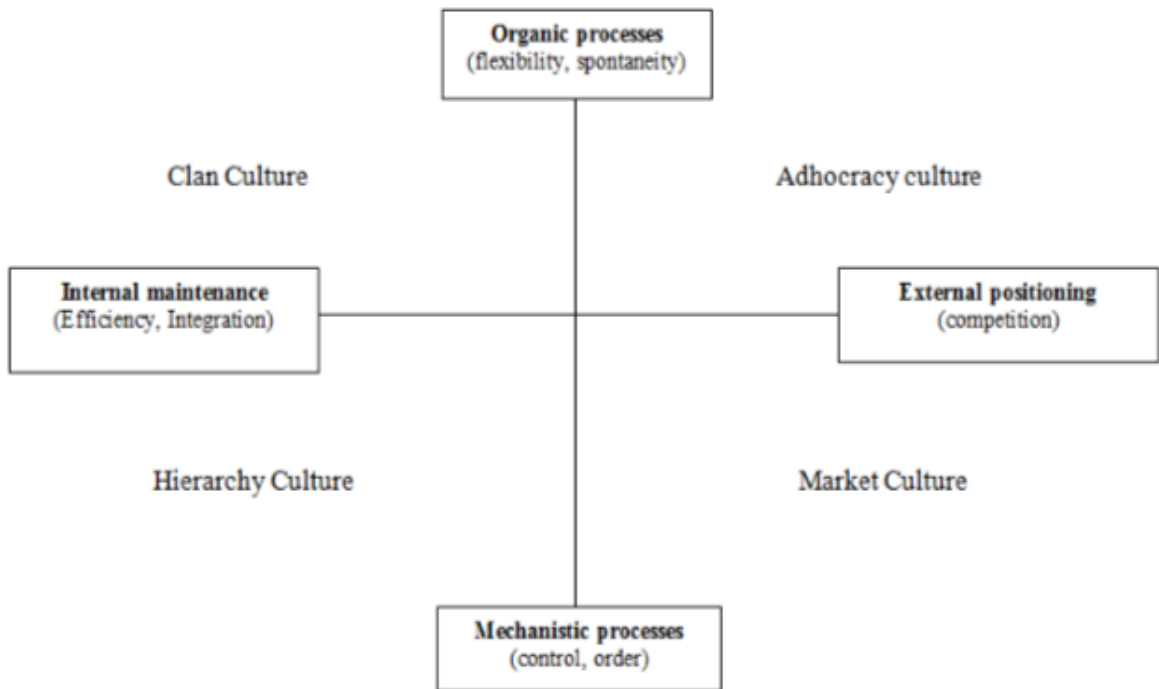 Organic processes
(flexibility, spontaneity)
Clan Culture
Adhocracy culture
Internal maintenance
(Efficiency, Integration)
External positioning
(competition)
Hierarchy Culture
Market Culture
Mechanistic processes
(control, order)